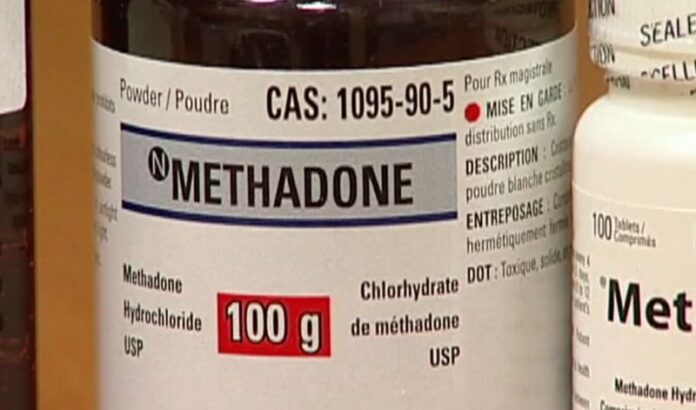 Powder / Poudre
CAS: 1095-90-5
N METHADONE
Methadone
Hydrochloride
USP
100 g
Chlorhydrate
de méthadone
USP
Pour Rx magistrale
MISE EN GARDE :
distribution sans Rx.
DESCRIPTION :
poudre blanche
ENTREPOSAGE :
hermétiquement
DOT : Toxique, solide,
SEALE
100 Tablets /
Comprimés
Met
Methadone Hyd